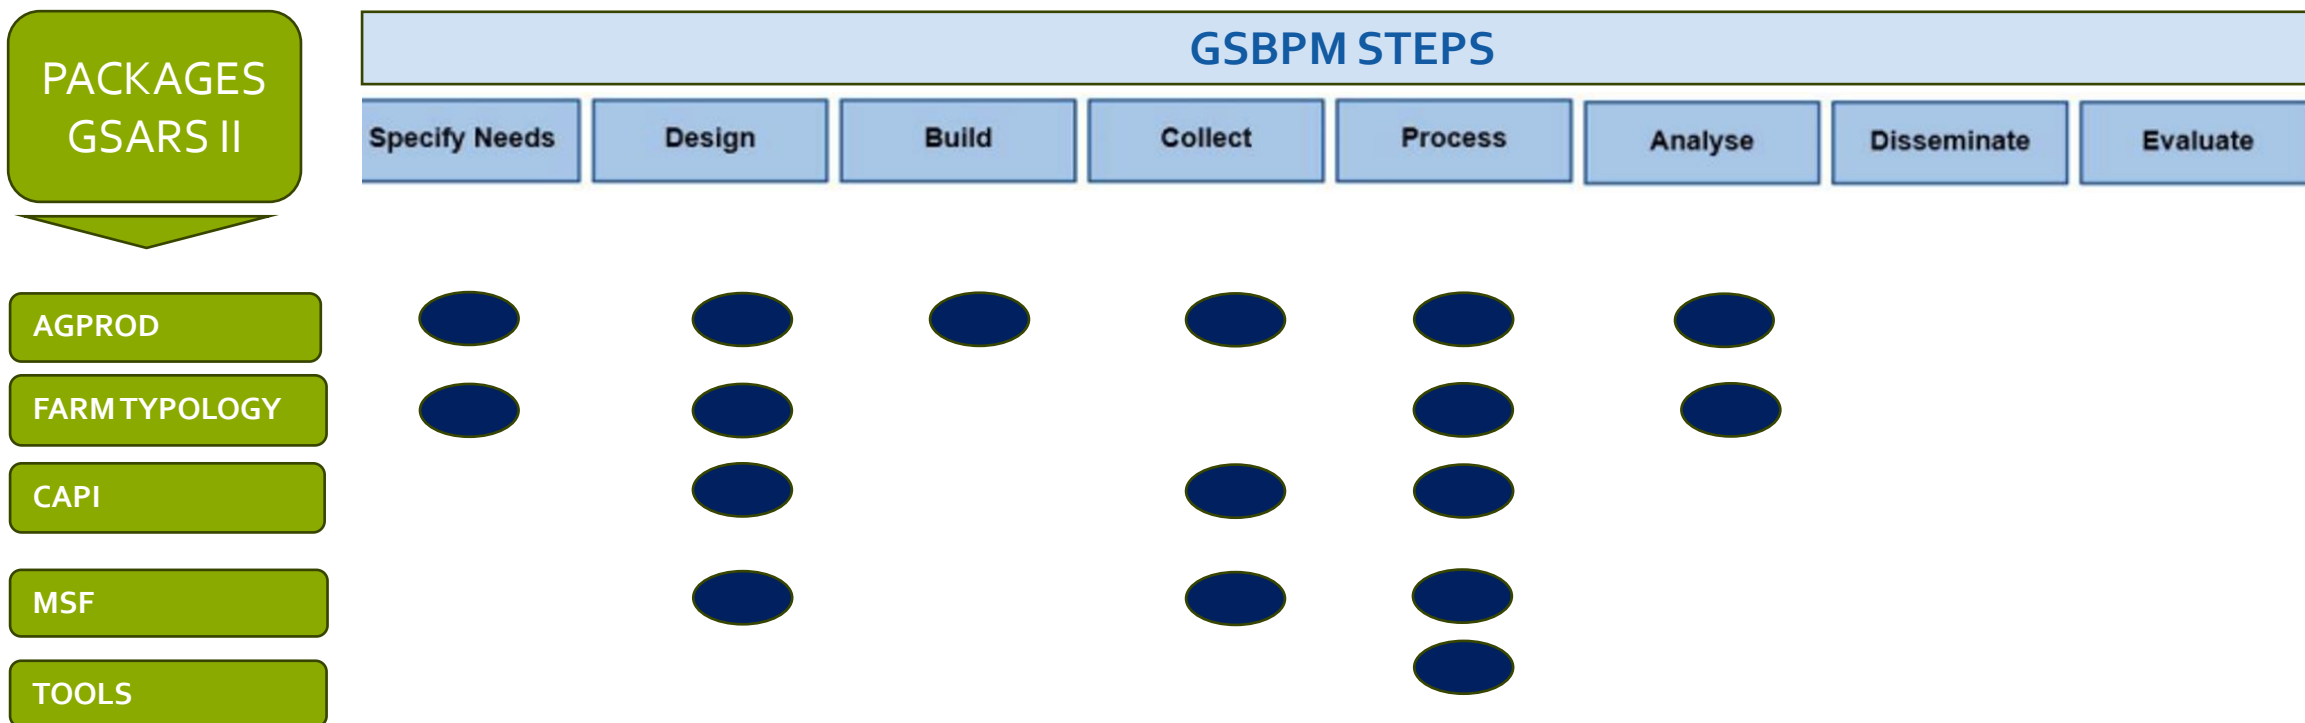 PACKAGES
GSARS II
GSBPM STEPS
Specify Needs
Design
Build
Collect
Process
Analyse
Disseminate
Evaluate
AGPROD
FARM TYPOLOGY
CAPI
MSF
TOOLS